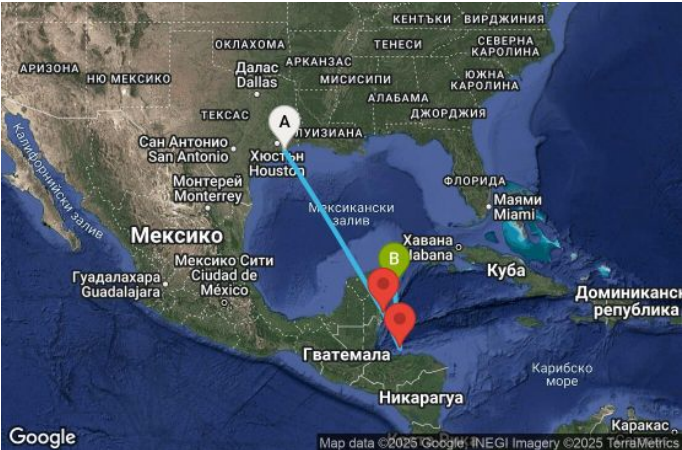 КЕНТЪКИ
ВИРДЖИНИЯ
ОКЛАХОМА
ТЕНЕСИ
СЕВЕРНА
КАРОЛИНА
АРИЗОНА
НЮ МЕКСИКО
Далас
Dallas
АРКАНЗАС
МИСИСИПИ
ЮЖНА
КАРОЛИНА
АЛАБАМА
ДЖОРДЖИЯ
ТЕКСАС
A
ЛУИЗИАНА
Сан Антонио
San Antonio
Хюстън
Houston
Калифорнийски залив
Монтерей
Monterrey
ФЛОРИДА
Маями
Miami
Мексикански
залив
Мексико
Хавана
Habana
B
Куба
Мексико Сити
Ciudad de
México
Гуадалахара
Guadalajara
Доминиканск
република
Гватемала
Карибско
море
Никарагуа
Каракас
Google
Map data ©2025 Google, INEGI Imagery ©2025 TerraMetrics